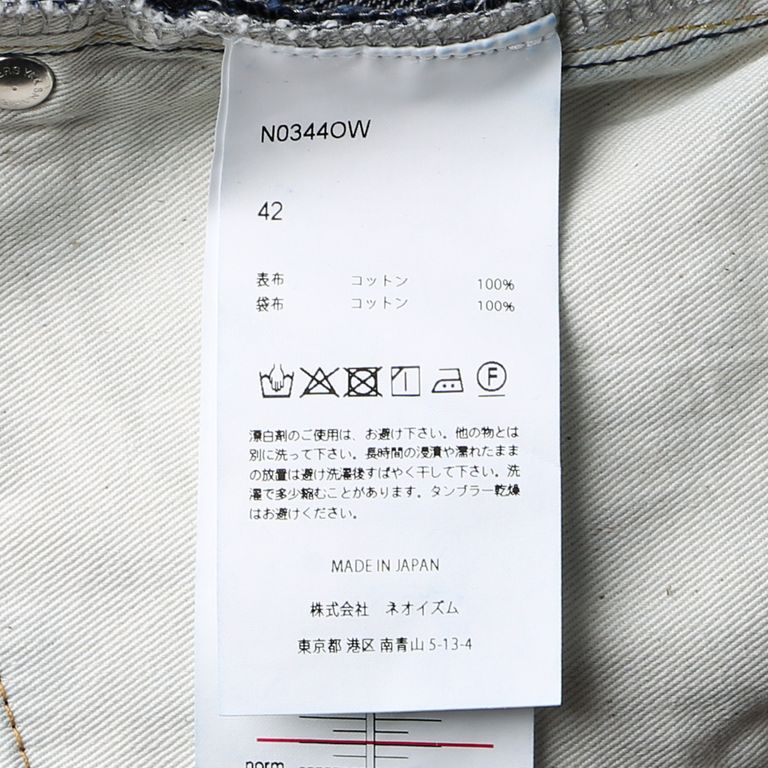 N0344OW
42
表布 コットン 100%
袋布 コットン 100%
F
漂白剤のご使用は、お避け下さい。他の物とは
別に洗って下さい。長時間の浸漬や濡れたまま
の放置は避け洗濯後すばやく干して下さい。洗
濯で多少縮むことがあります。タンブラー乾燥
はお避けください。
MADE IN JAPAN
株式会社 ネオイズム
東京都 港区 南青山 5-13-4
norm